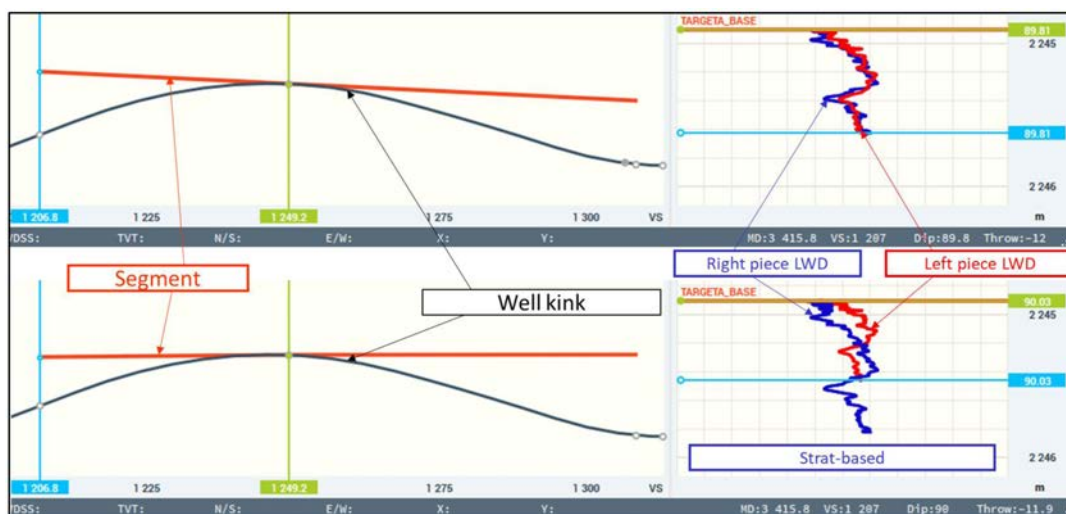 TARGETA_BASE
89.81
2 245
89.81
2 246
1 206.8
1 225
1 249.2
1 275
1 300
VS
m
/DSS:
TVT:
N/S:
E/W:
X:
Y:
MD:3 415.8
VS:1 207
Dip:89.8
Throw:-12
Segment
Well kink
Right piece LWD
Left piece LWD
TARGETA_BASE
90.03
2 245
90.03
Strat-based
2 246
1 206.8
1 225
1 249.2
1 275
1 300
VS
m
/DSS:
TVT:
N/S:
E/W:
X:
Y:
MD:3 415.8
VS:1 207
Dip:90
Throw:-11.9